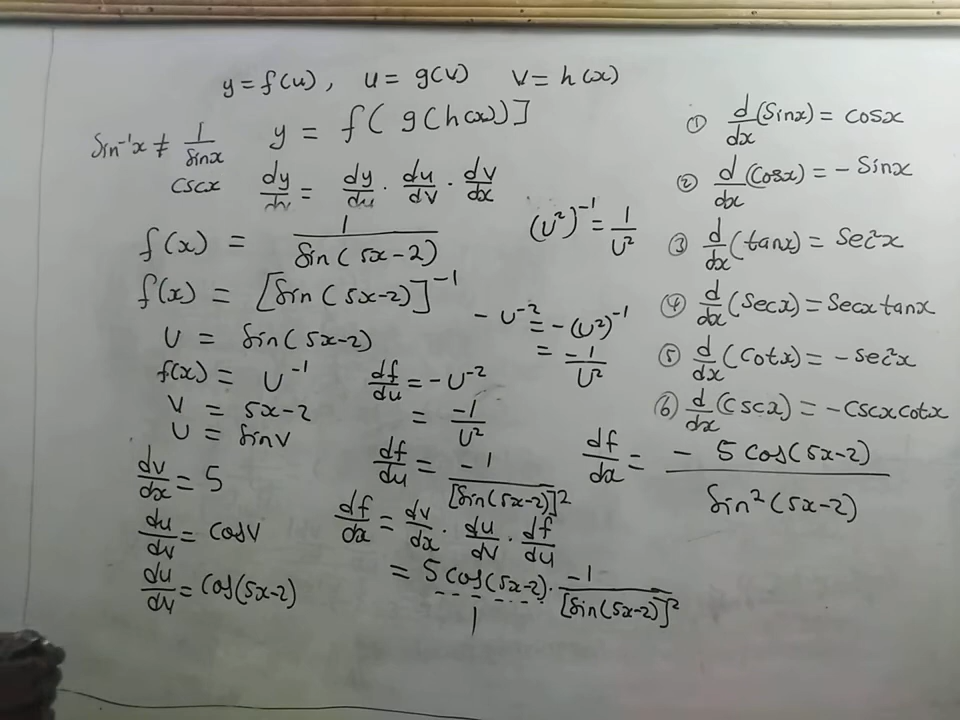 y = f(u), u = g(v) v = h(x)
Sin⁻¹x ≠ 1/Sinx
y = f( g(h(x))]
cscx
dy/dx = dy/du · du/dv · dv/dx
f(x) = 1/Sin(5x-2)
(u²)⁻¹ = 1/u²
f(x) = [Sin(5x-2)]⁻¹
u = Sin(5x-2)
-u⁻² = -(u²)⁻¹
= -1/u²
f(x) = u⁻¹
df/du = -u⁻²
= -1/u²
v = 5x-2
u = Sinv
dv/dx = 5
df/du = -1/[Sin(5x-2)]²
du/dv = cosv
df/dx = dv/dx · du/dv · df/du
du/dv = cos(5x-2)
= 5cos(5x-2)/1 · -1/[Sin(5x-2)]²
① d/dx(Sinx) = cosx
② d/dx(Cosx) = -Sinx
③ d/dx(tanx) = Sec²x
④ d/dx(Secx) = Secxtanx
⑤ d/dx(Cotx) = -Sec²x
⑥ d/dx(Cscx) = -Cscxcotx
df/dx = -5cos(5x-2)/Sin²(5x-2)